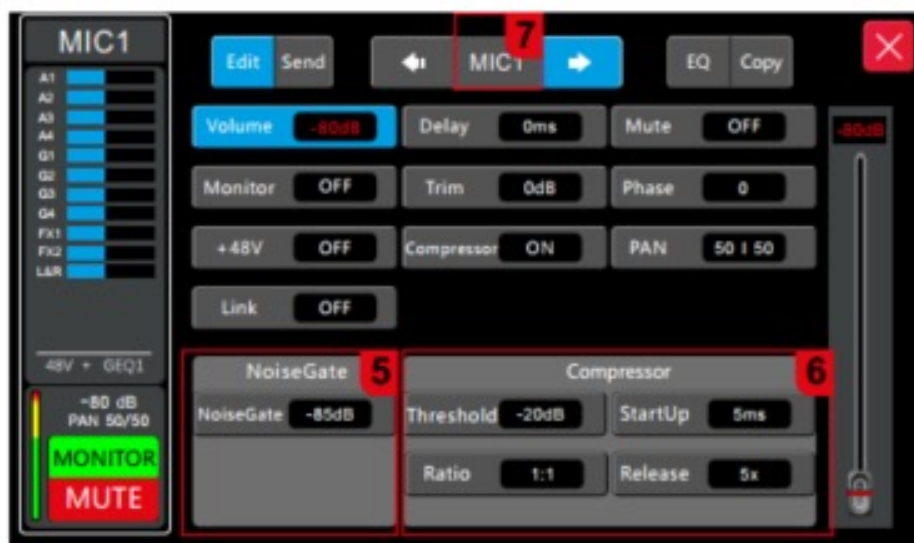 MIC1
A1
A2
A3
A4
G1
G2
G3
G4
FX1
FX2
L&R
48V + GEQ1
-80 dB
PAN 50/50
MONITOR
MUTE
Edit Send MIC1 7 EQ Copy
Volume -80dB Delay 0ms Mute OFF
-80dB
Monitor OFF Trim 0dB Phase 0
+48V OFF Compressor ON PAN 50 I 50
Link OFF
NoiseGate 5
NoiseGate -85dB
Compressor 6
Threshold -20dB StartUp 5ms
Ratio 1:1 Release 5x